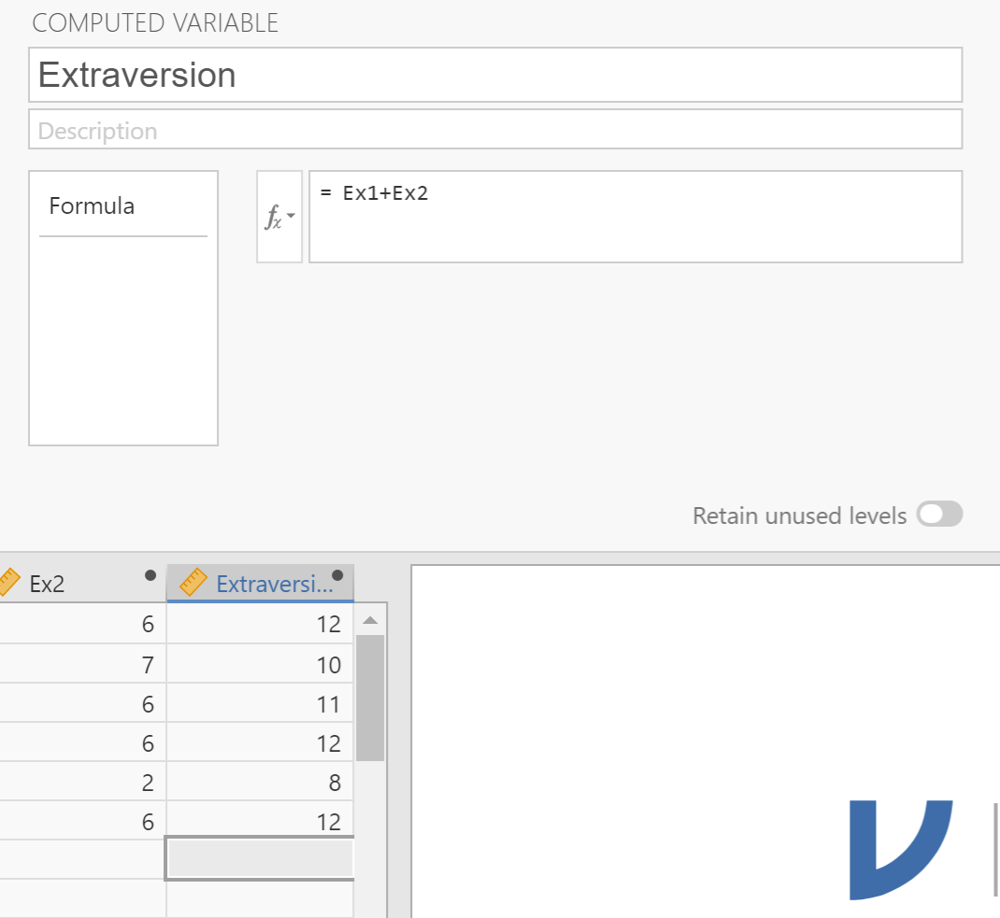 COMPUTED VARIABLE
Extraversion
Description
Formula
fx
= Ex1+Ex2
Retain unused levels
Ex2 Extraversi...
6 12
7 10
6 11
6 12
2 8
6 12